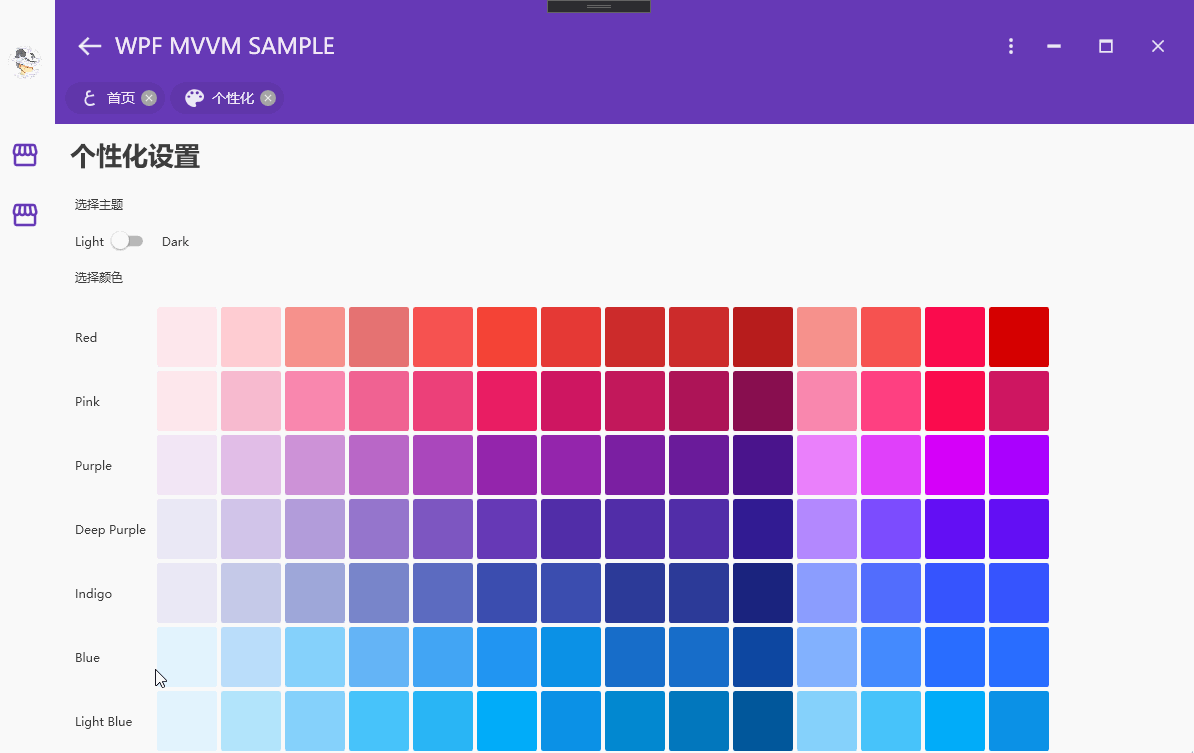 WPF MVVM SAMPLE
首页 个性化
个性化设置
选择主题
Light Dark
选择颜色
Red
Pink
Purple
Deep Purple
Indigo
Blue
Light Blue